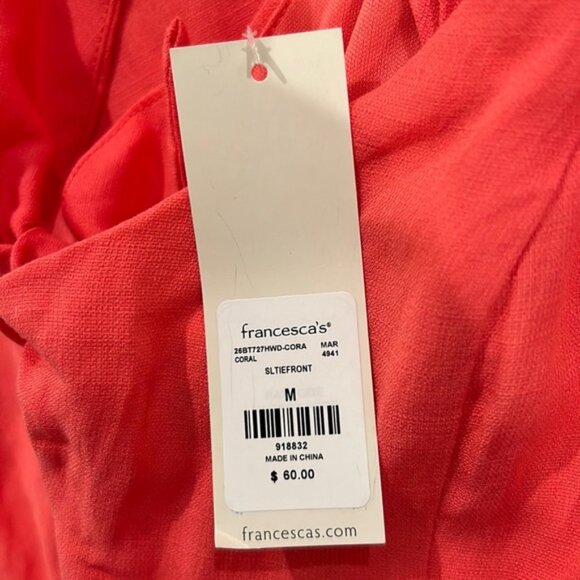 francesca's®
26BT727HWD-CORA MAR
CORAL 4941
SLTIEFRONT
M
918832
MADE IN CHINA
$ 60.00
francescas.com